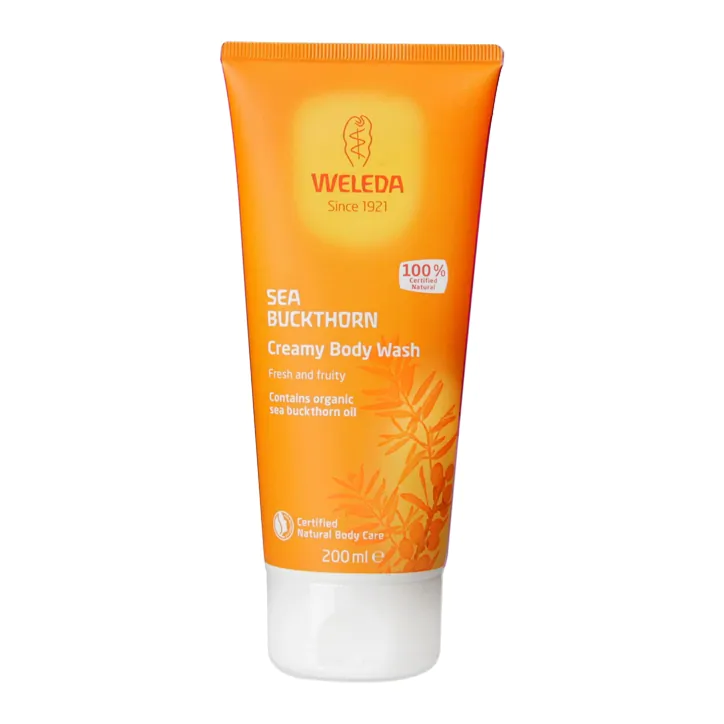 WELEDA
Since 1921
100%
Certified
Natural
SEA
BUCKTHORN
Creamy Body Wash
Fresh and fruity
Contains organic
sea buckthorn oil
Certified
Natural Body Care
200 ml ℮